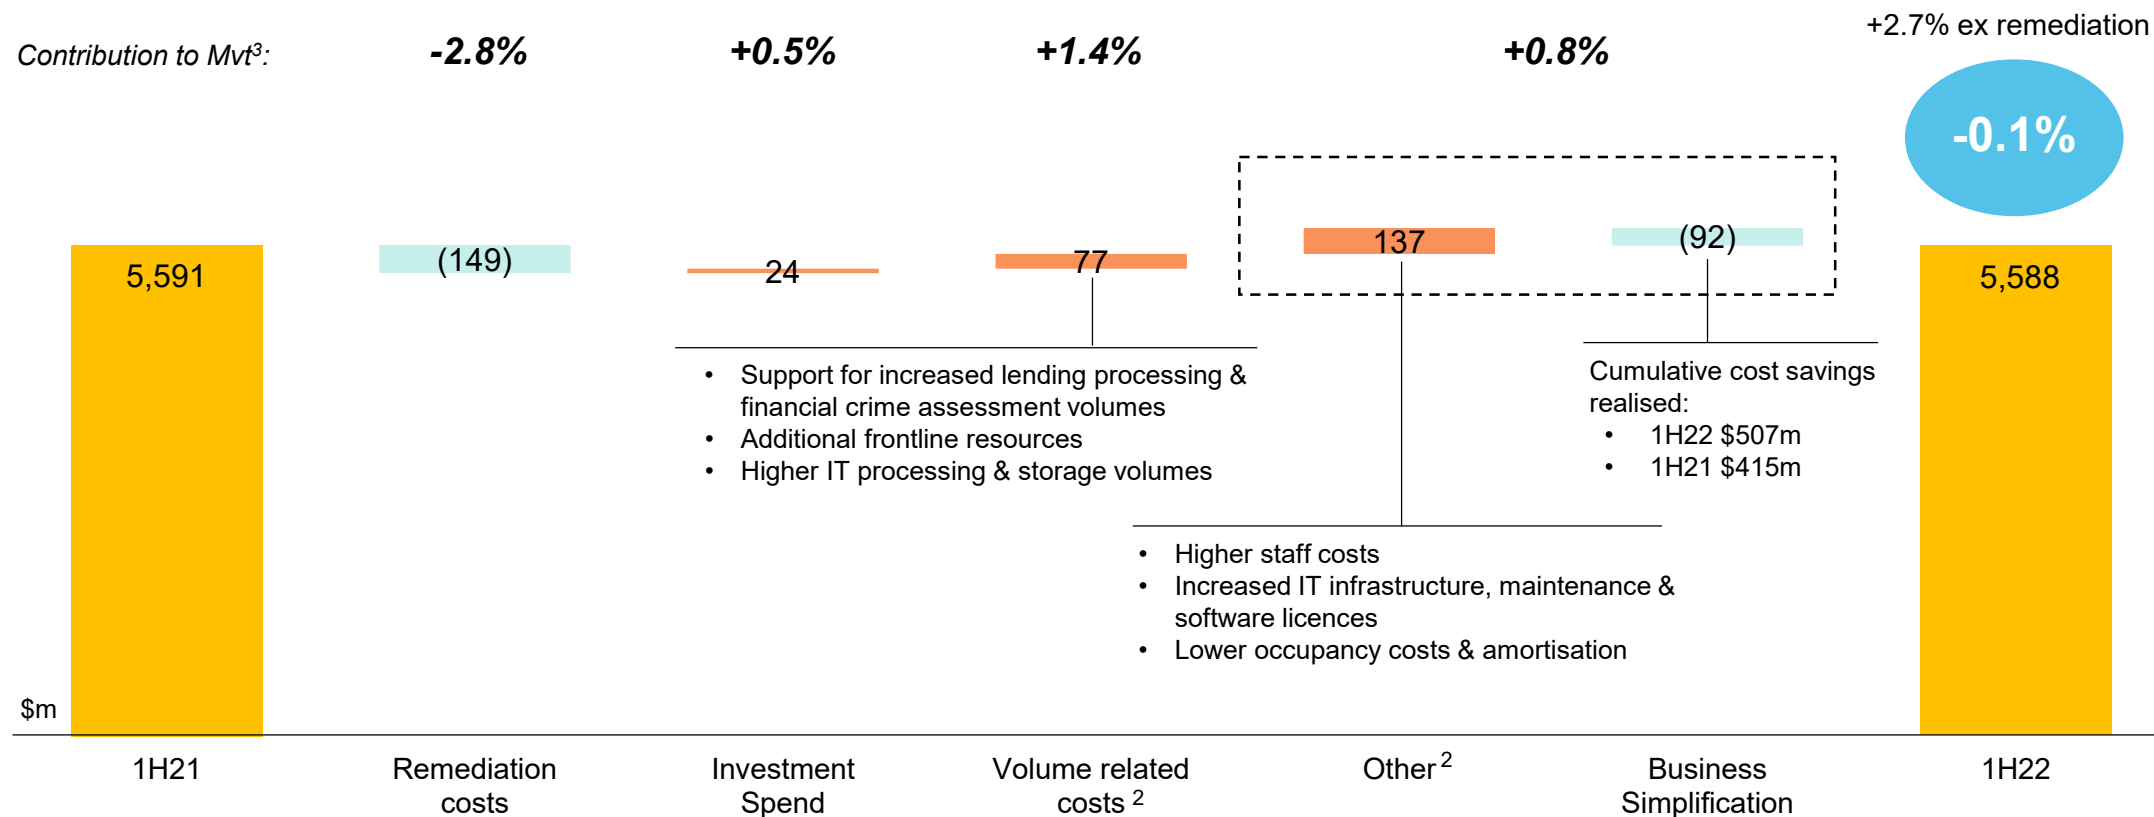 +2.7% ex remediation
Contribution to Mvt³:
-2.8%
+0.5%
+1.4%
+0.8%
-0.1%
5,591
(149)
24
77
137
(92)
5,588
• Support for increased lending processing &
financial crime assessment volumes
• Additional frontline resources
• Higher IT processing & storage volumes
Cumulative cost savings
realised:
• 1H22 $507m
• 1H21 $415m
• Higher staff costs
• Increased IT infrastructure, maintenance &
software licences
• Lower occupancy costs & amortisation
$m
1H21
Remediation
costs
Investment
Spend
Volume related
costs ²
Other ²
Business
Simplification
1H22